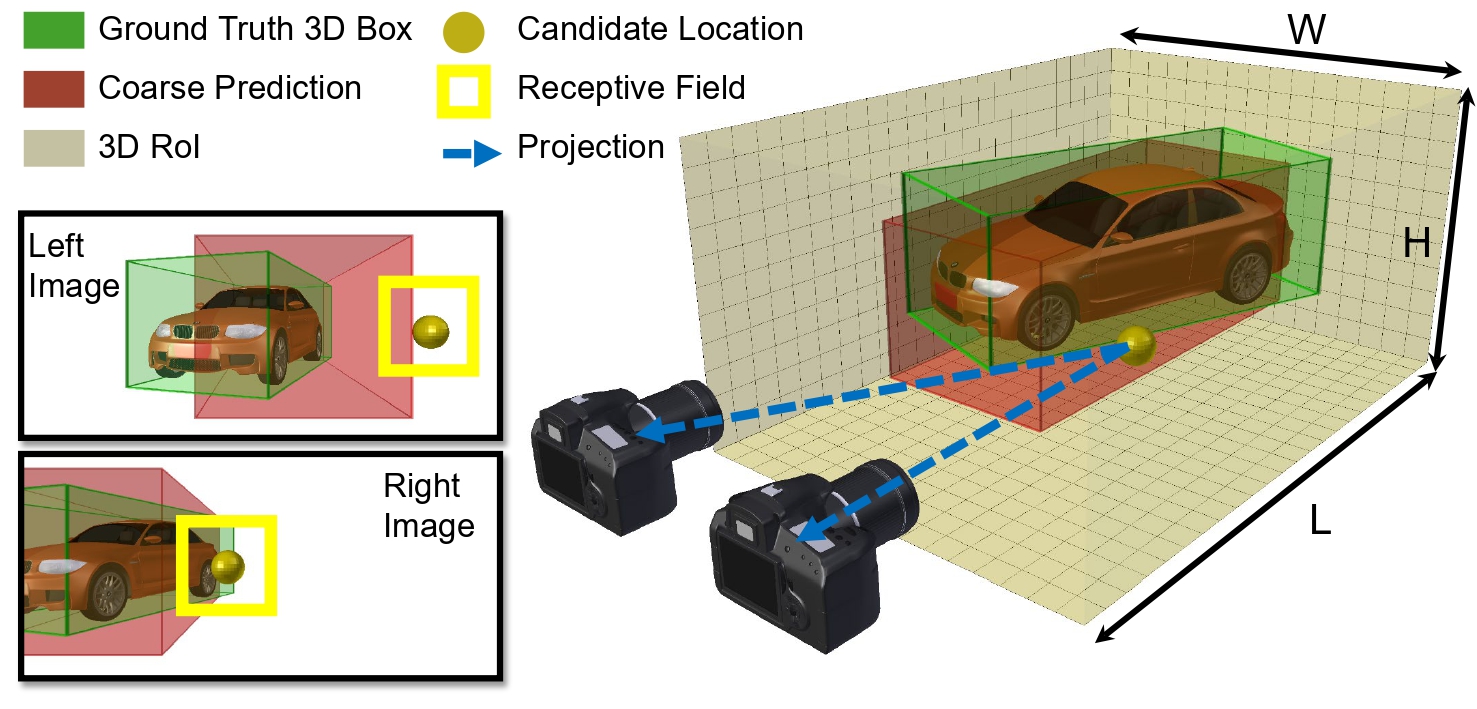 Ground Truth 3D Box
Candidate Location
Coarse Prediction
Receptive Field
3D RoI
Projection
W
H
L
Left
Image
Right
Image